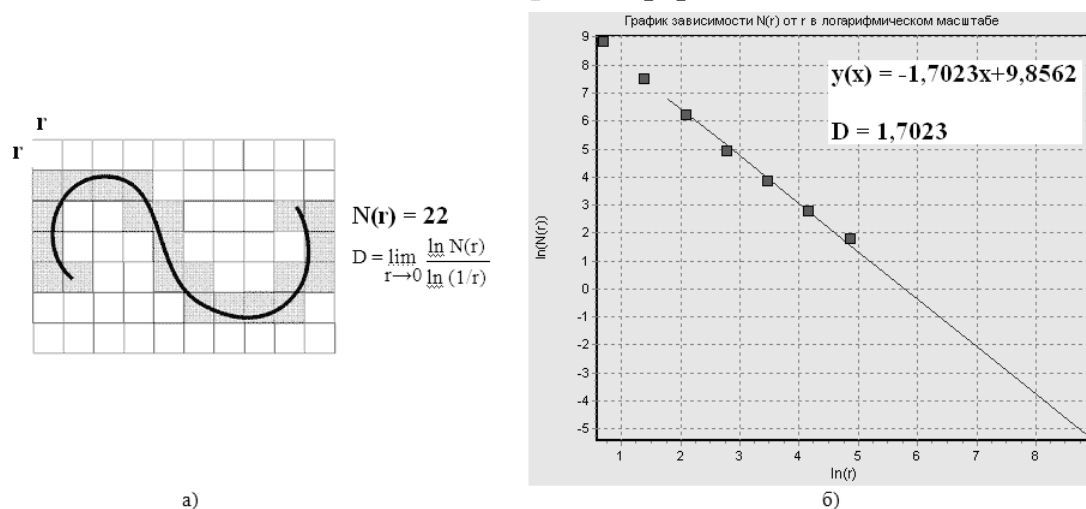 r
r
N(r) = 22
D = lim ln N(r)
r→0 ln (1/r)
а)
График зависимости N(r) от r в логарифмическом масштабе
y(x) = -1,7023x+9,8562
D = 1,7023
ln(N(r))
9
8
7
6
5
4
3
2
1
0
-1
-2
-3
-4
-5
1 2 3 4 5 6 7 8
ln(r)
б)